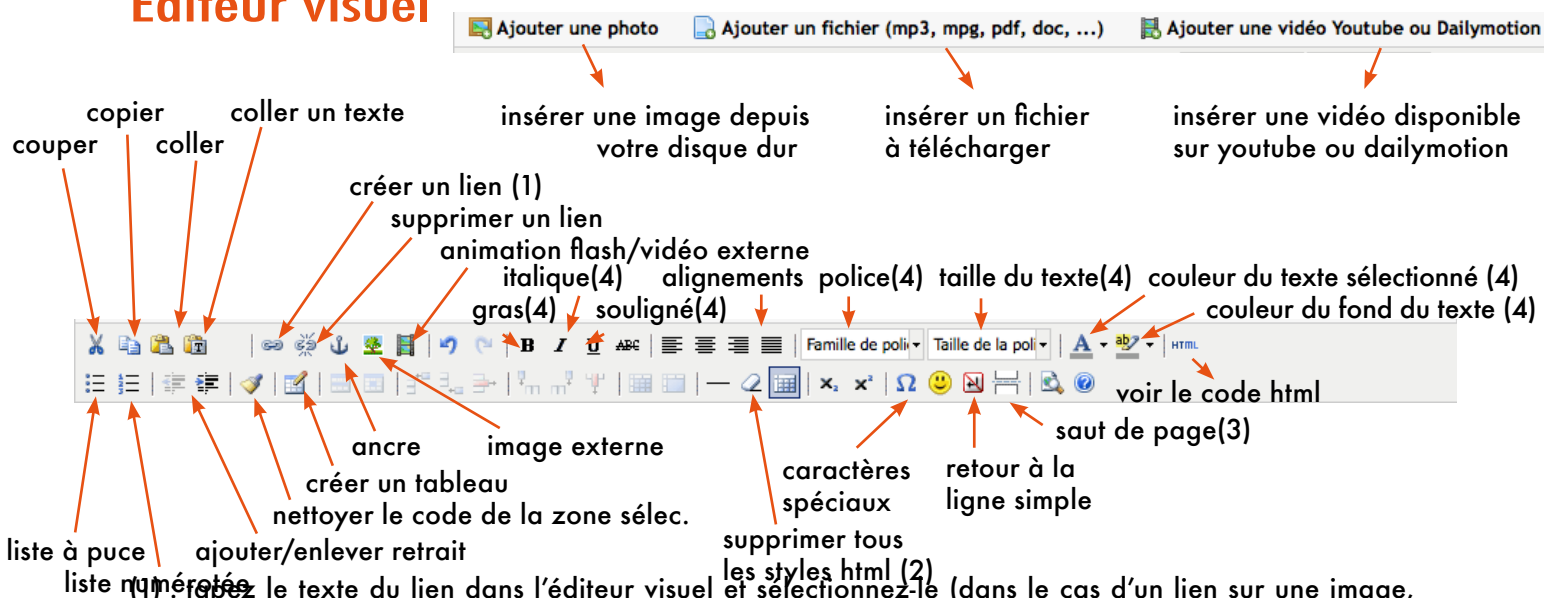 Éditeur visuel
Ajouter une photo
Ajouter un fichier (mp3, mpg, pdf, doc, ...)
Ajouter une vidéo Youtube ou Dailymotion
insérer une image depuis
votre disque dur
insérer un fichier
à télécharger
insérer une vidéo disponible
sur youtube ou dailymotion
copier
coller un texte
couper
coller
créer un lien (1)
supprimer un lien
animation flash/vidéo externe
italique(4)
alignements
police(4)
taille du texte(4)
couleur du texte sélectionné (4)
gras(4)
souligné(4)
couleur du fond du texte (4)
B I U ABC
Famille de poli
Taille de la poli
A
ab
HTML
x₂ x² Ω
voir le code html
saut de page(3)
ancre
image externe
caractères
spéciaux
retour à la
ligne simple
créer un tableau
nettoyer le code de la zone sélec.
supprimer tous
les styles html (2)
liste à puce
ajouter/enlever retrait
liste numérotée
(1) : tapez le texte du lien dans l’éditeur visuel et sélectionnez-le (dans le cas d’un lien sur une image,